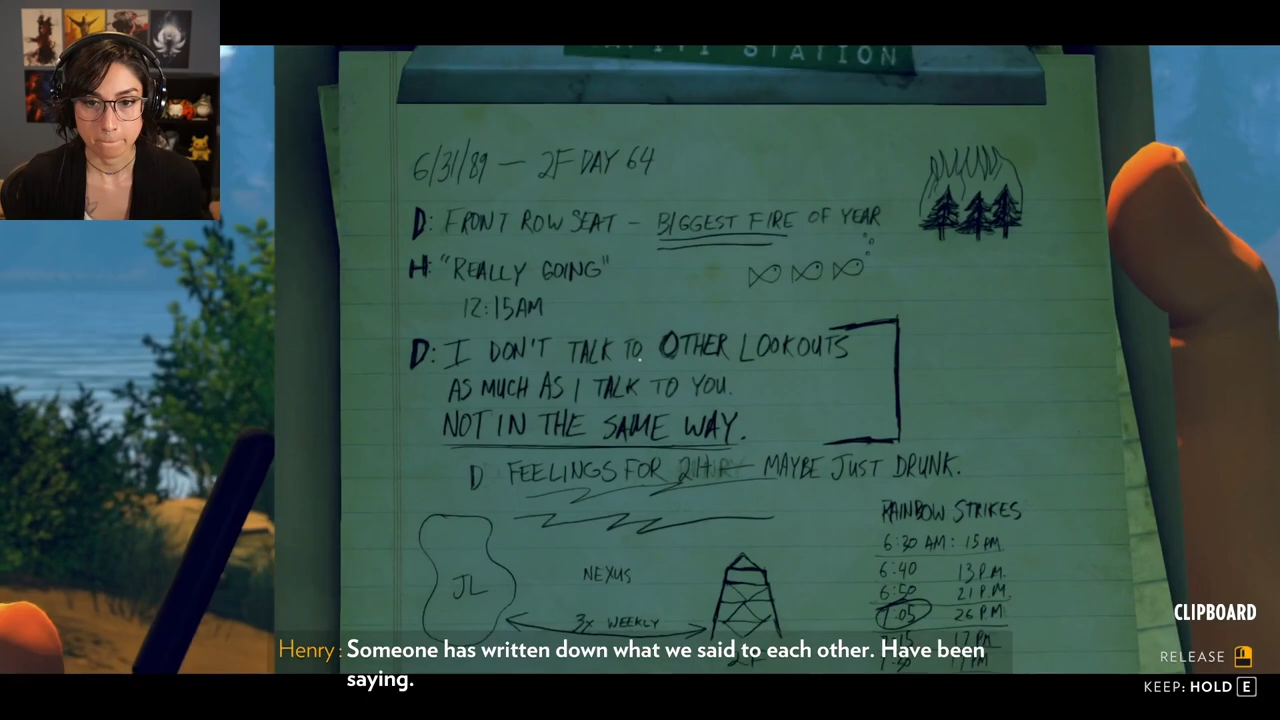 STATION
6/31/89 — 2F DAY 64
D: FRONT ROW SEAT - BIGGEST FIRE OF YEAR
H: "REALLY GOING"
12:15AM
D: I DON'T TALK TO OTHER LOOKOUTS
AS MUCH AS I TALK TO YOU.
NOT IN THE SAME WAY.
D FEELINGS FOR MAYBE JUST DRUNK.
RAINBOW STRIKES
6:30 AM: 15 PM
6:40 13 P.M.
6:50 21 P.M.
1:05 26 P.M.
JL
NEXUS
3x WEEKLY
Henry: Someone has written down what we said to each other. Have been
saying.
CLIPBOARD
RELEASE
KEEP: HOLD E